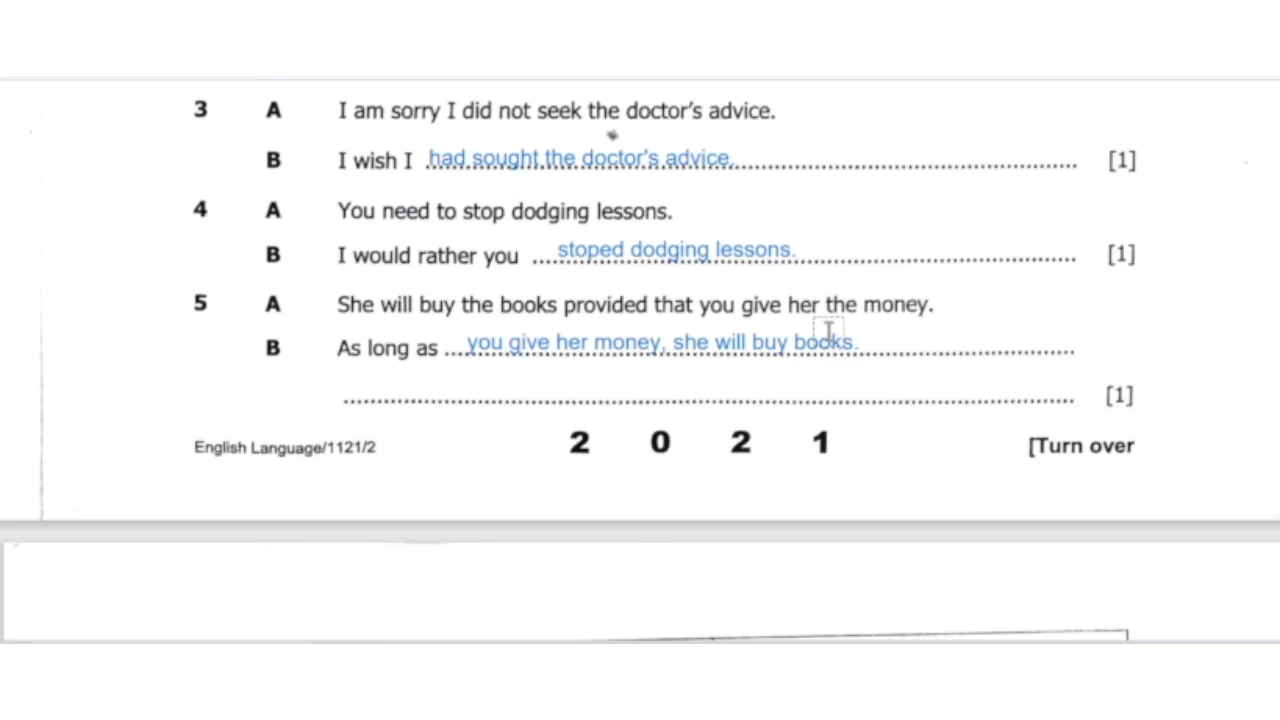 3 A I am sorry I did not seek the doctor's advice.
B I wish I had sought the doctor's advice. [1]
4 A You need to stop dodging lessons.
B I would rather you stoped dodging lessons. [1]
5 A She will buy the books provided that you give her the money.
B As long as you give her money, she will buy books.
[1]
English Language/1121/2 2 0 2 1 [Turn over